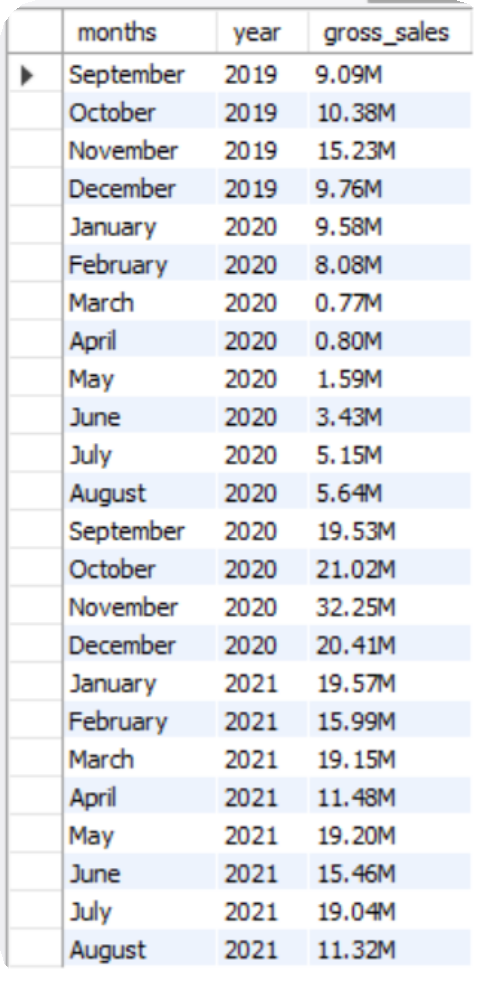 months year gross_sales
September 2019 9.09M
October 2019 10.38M
November 2019 15.23M
December 2019 9.76M
January 2020 9.58M
February 2020 8.08M
March 2020 0.77M
April 2020 0.80M
May 2020 1.59M
June 2020 3.43M
July 2020 5.15M
August 2020 5.64M
September 2020 19.53M
October 2020 21.02M
November 2020 32.25M
December 2020 20.41M
January 2021 19.57M
February 2021 15.99M
March 2021 19.15M
April 2021 11.48M
May 2021 19.20M
June 2021 15.46M
July 2021 19.04M
August 2021 11.32M